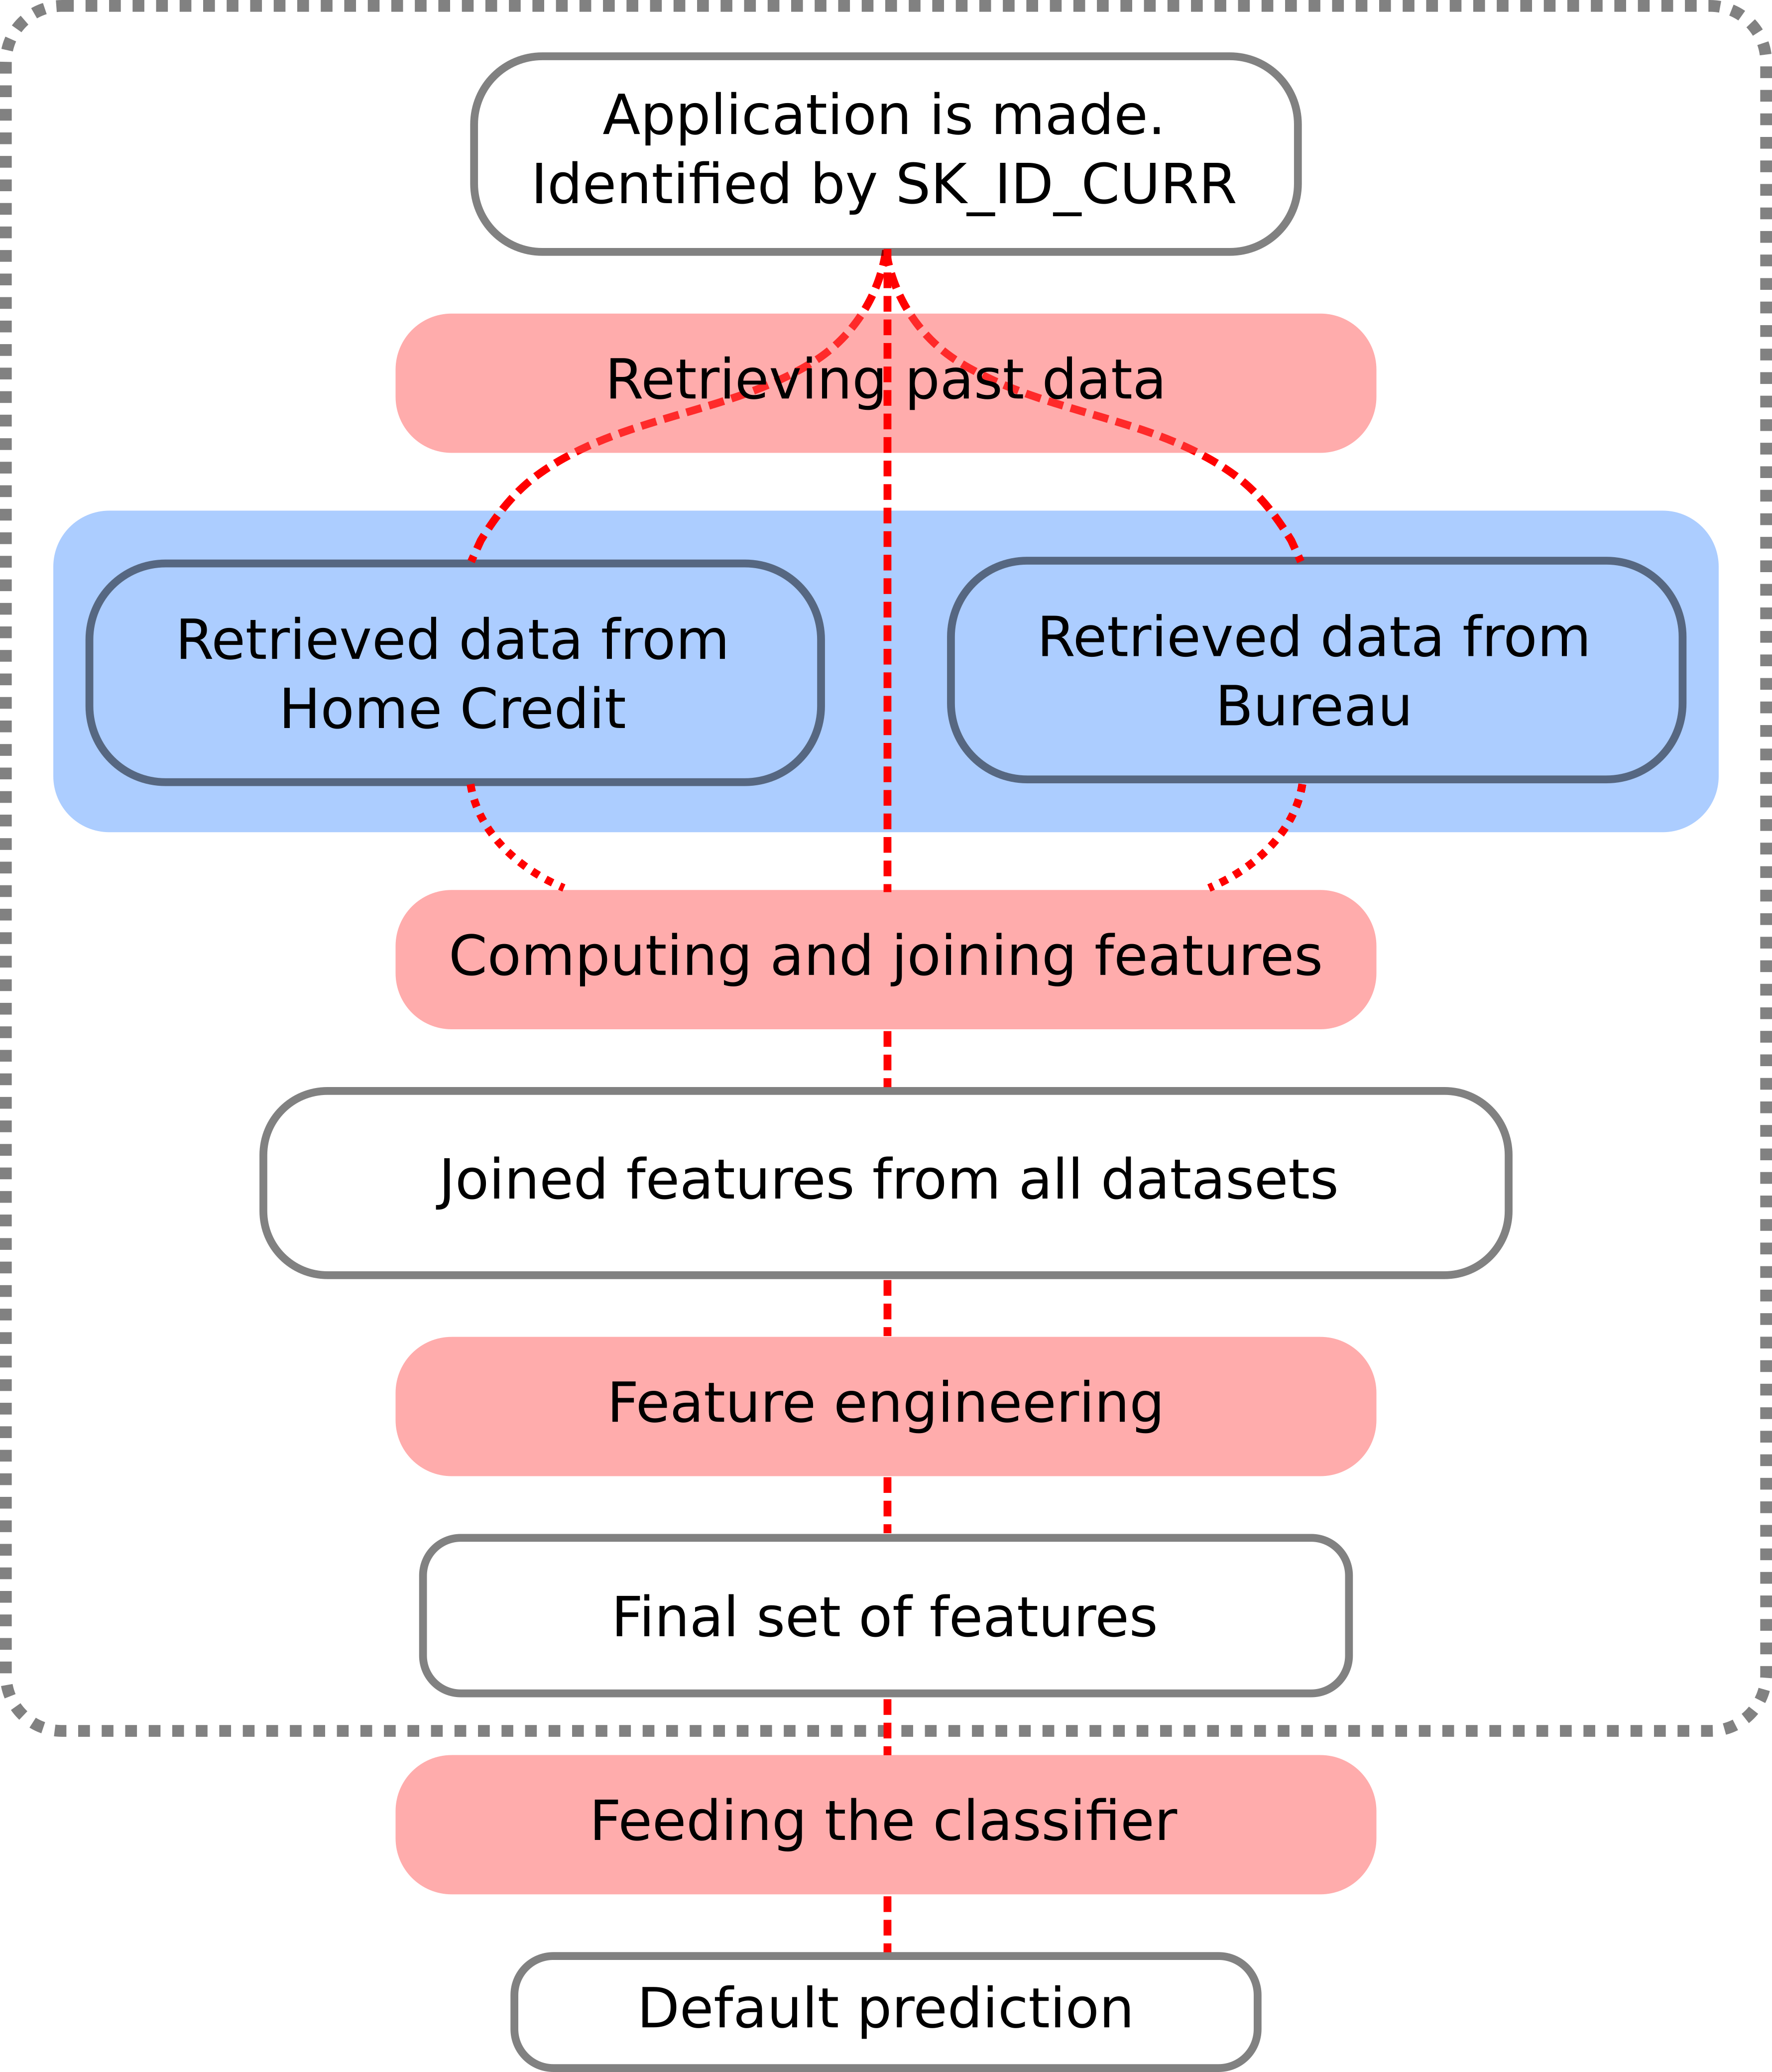 Application is made.
Identified by SK_ID_CURR
Retrieving past data
Retrieved data from
Home Credit
Retrieved data from
Bureau
Computing and joining features
Joined features from all datasets
Feature engineering
Final set of features
Feeding the classifier
Default prediction